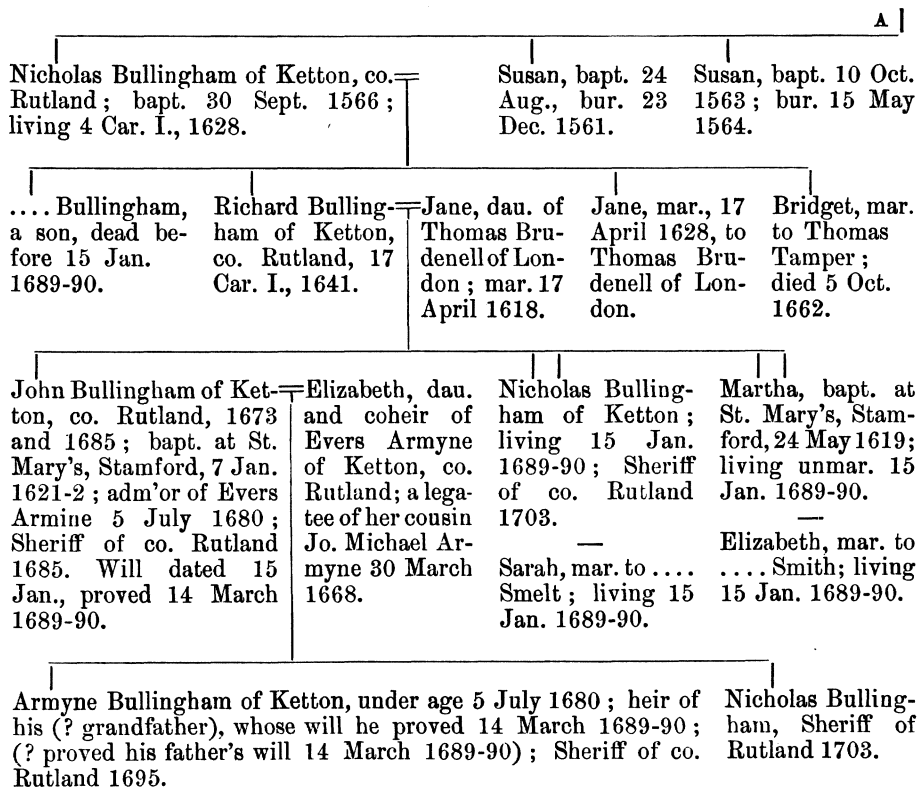 A
Nicholas Bullingham of Ketton, co.
Rutland; bapt. 30 Sept. 1566;
living 4 Car. I., 1628.
Susan, bapt. 24
Aug., bur. 23
Dec. 1561.
Susan, bapt. 10 Oct.
1563; bur. 15 May
1564.
....Bullingham,
a son, dead be-
fore 15 Jan.
1689-90.
Richard Bulling-
ham of Ketton,
co. Rutland, 17
Car. I., 1641.
Jane, dau. of
Thomas Bru-
denell of Lon-
don; mar. 17
April 1618.
Jane, mar., 17
April 1628, to
Thomas Bru-
denell of Lon-
don.
Bridget, mar.
to Thomas
Tamper;
died 5 Oct.
1662.
John Bullingham of Ket-
ton, co. Rutland, 1673
and 1685; bapt. at St.
Mary's, Stamford, 7 Jan.
1621-2; adm'or of Evers
Armine 5 July 1680;
Sheriff of co. Rutland
1685. Will dated 15
Jan., proved 14 March
1689-90.
Elizabeth, dau.
and coheir of
Evers Armyne
of Ketton, co.
Rutland; a lega-
tee of her cousin
Jo. Michael Ar-
myne 30 March
1668.
Nicholas Bulling-
ham of Ketton;
living 15 Jan.
1689-90; Sheriff
of co. Rutland
1703.
—
Sarah, mar. to ....
Smelt; living 15
Jan. 1689-90.
Martha, bapt. at
St. Mary's, Stam-
ford, 24 May 1619;
living unmar. 15
Jan. 1689-90.
—
Elizabeth, mar. to
....Smith; living
15 Jan. 1689-90.
Armyne Bullingham of Ketton, under age 5 July 1680; heir of
his (? grandfather), whose will he proved 14 March 1689-90;
(? proved his father's will 14 March 1689-90); Sheriff of co.
Rutland 1695.
Nicholas Bulling-
ham, Sheriff of
Rutland 1703.